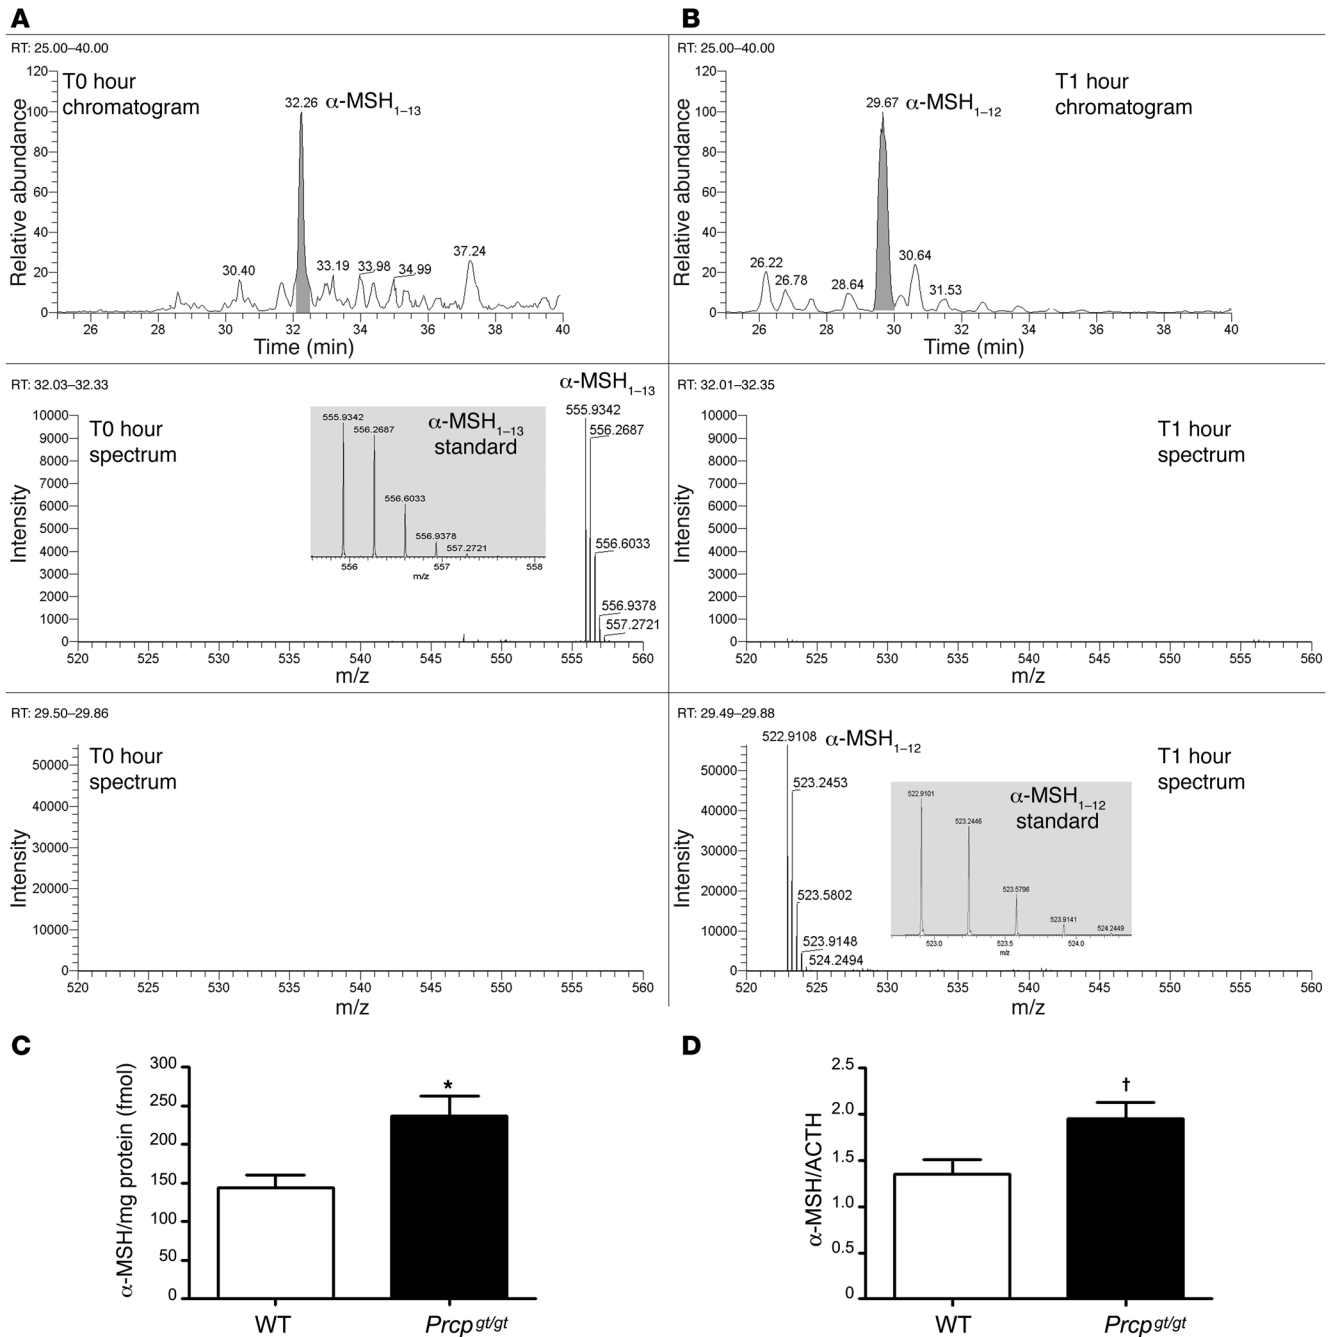 A
RT: 25.00–40.00
T0 hour
chromatogram
Relative abundance
120
100
80
60
40
20
0
32.26 α-MSH1–13
30.40
33.19
33.98
34.99
37.24
26 28 30 32 34 36 38 40
Time (min)
RT: 32.03–32.33
T0 hour
spectrum
Intensity
10000
9000
8000
7000
6000
5000
4000
3000
2000
1000
0
α-MSH1–13
standard
555.9342
556.2687
556.6033
556.9378
557.2721
556 557 558
m/z
α-MSH1–13
555.9342
556.2687
556.6033
556.9378
557.2721
520 525 530 535 540 545 550 555 560
m/z
RT: 29.50–29.86
T0 hour
spectrum
Intensity
50000
40000
30000
20000
10000
0
520 525 530 535 540 545 550 555 560
m/z
B
RT: 25.00–40.00
T1 hour
chromatogram
Relative abundance
120
100
80
60
40
20
0
29.67 α-MSH1–12
26.22
26.78
28.64
30.64
31.53
26 28 30 32 34 36 38 40
Time (min)
RT: 32.01–32.35
T1 hour
spectrum
Intensity
10000
9000
8000
7000
6000
5000
4000
3000
2000
1000
0
520 525 530 535 540 545 550 555 560
m/z
RT: 29.49–29.88
T1 hour
spectrum
Intensity
50000
40000
30000
20000
10000
0
522.9108 α-MSH1–12
523.2453
523.5802
523.9148
524.2494
α-MSH1–12
standard
522.9101
523.2446
523.5796
523.9141
524.2449
523.0 523.5 524.0
m/z
520 525 530 535 540 545 550 555 560
m/z
C
α-MSH/mg protein (fmol)
300
250
200
150
100
50
0
*
WT Prcp gt/gt
D
α-MSH/ACTH
2.5
2.0
1.5
1.0
0.5
0
†
WT Prcp gt/gt